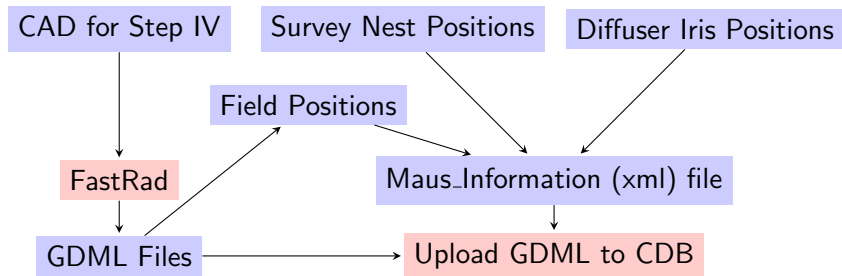 CAD for Step IV
Survey Nest Positions
Diffuser Iris Positions
Field Positions
FastRad
Maus_Information (xml) file
GDML Files
Upload GDML to CDB